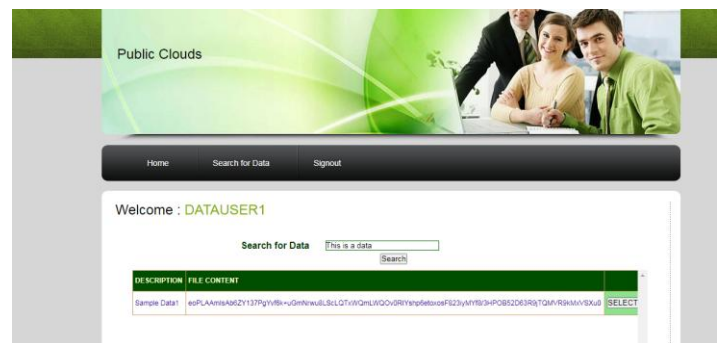 Public Clouds
Home Search for Data Signout
Welcome : DATAUSER1
Search for Data This is a data
Search
DESCRIPTION FILE CONTENT
Sample Data1 SELECT